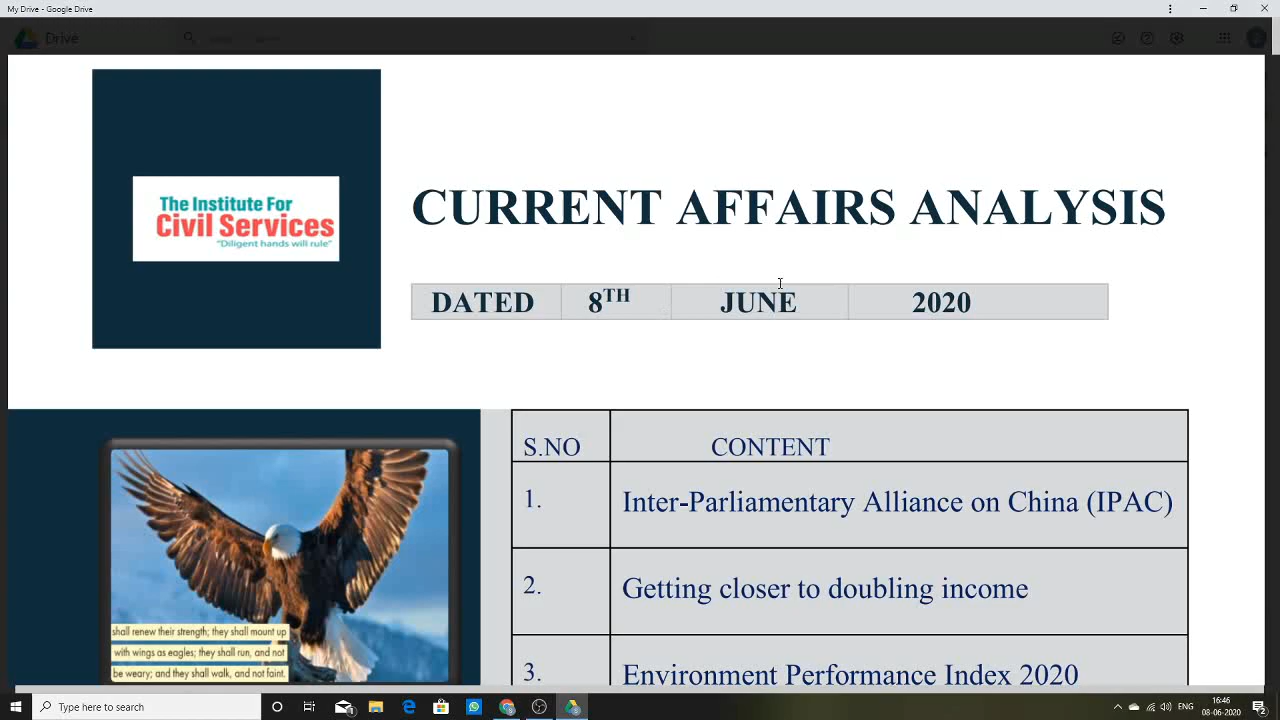 My Drive - Google Drive
Drive
The Institute For
Civil Services
"Diligent hands will rule"
CURRENT AFFAIRS ANALYSIS
DATED 8TH JUNE 2020
S.NO CONTENT
1. Inter-Parliamentary Alliance on China (IPAC)
2. Getting closer to doubling income
3. Environment Performance Index 2020
shall renew their strength; they shall mount up
with wings as eagles; they shall run, and not
be weary; and they shall walk, and not faint.
Type here to search
16:46
08-06-2020